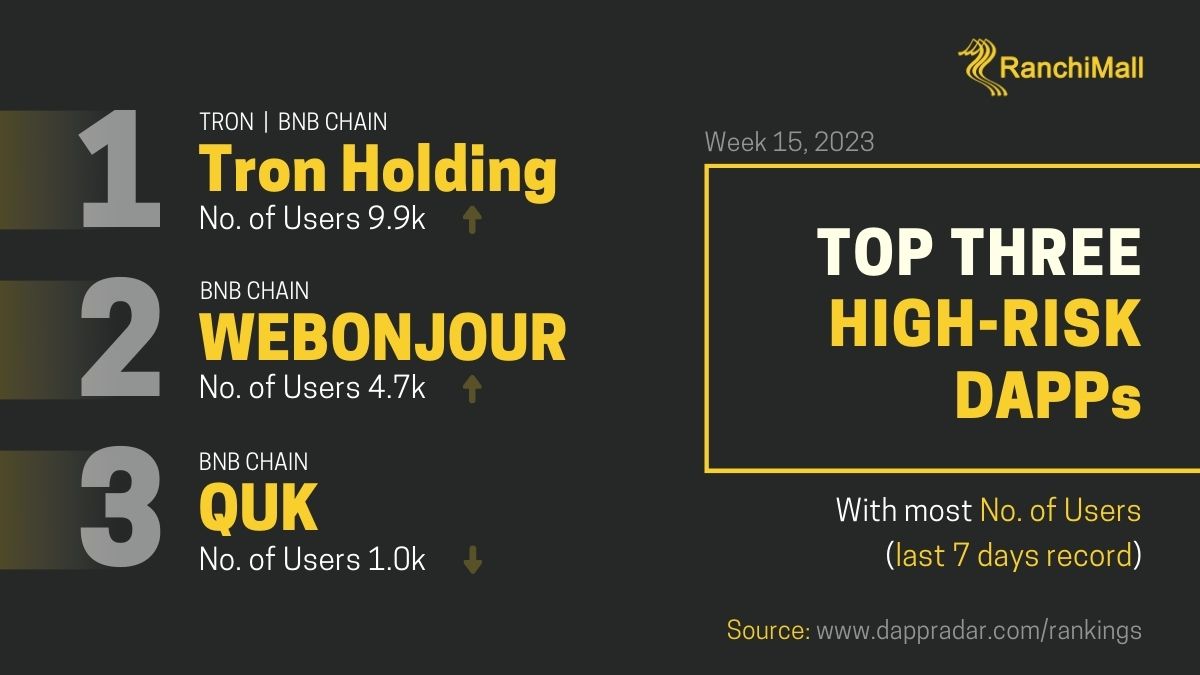 RanchiMall
1
TRON | BNB CHAIN
Tron Holding
No. of Users 9.9k
2
BNB CHAIN
WEBONJOUR
No. of Users 4.7k
3
BNB CHAIN
QUK
No. of Users 1.0k
Week 15, 2023
TOP THREE
HIGH-RISK
DAPPs
With most No. of Users
(last 7 days record)
Source: www.dappradar.com/rankings